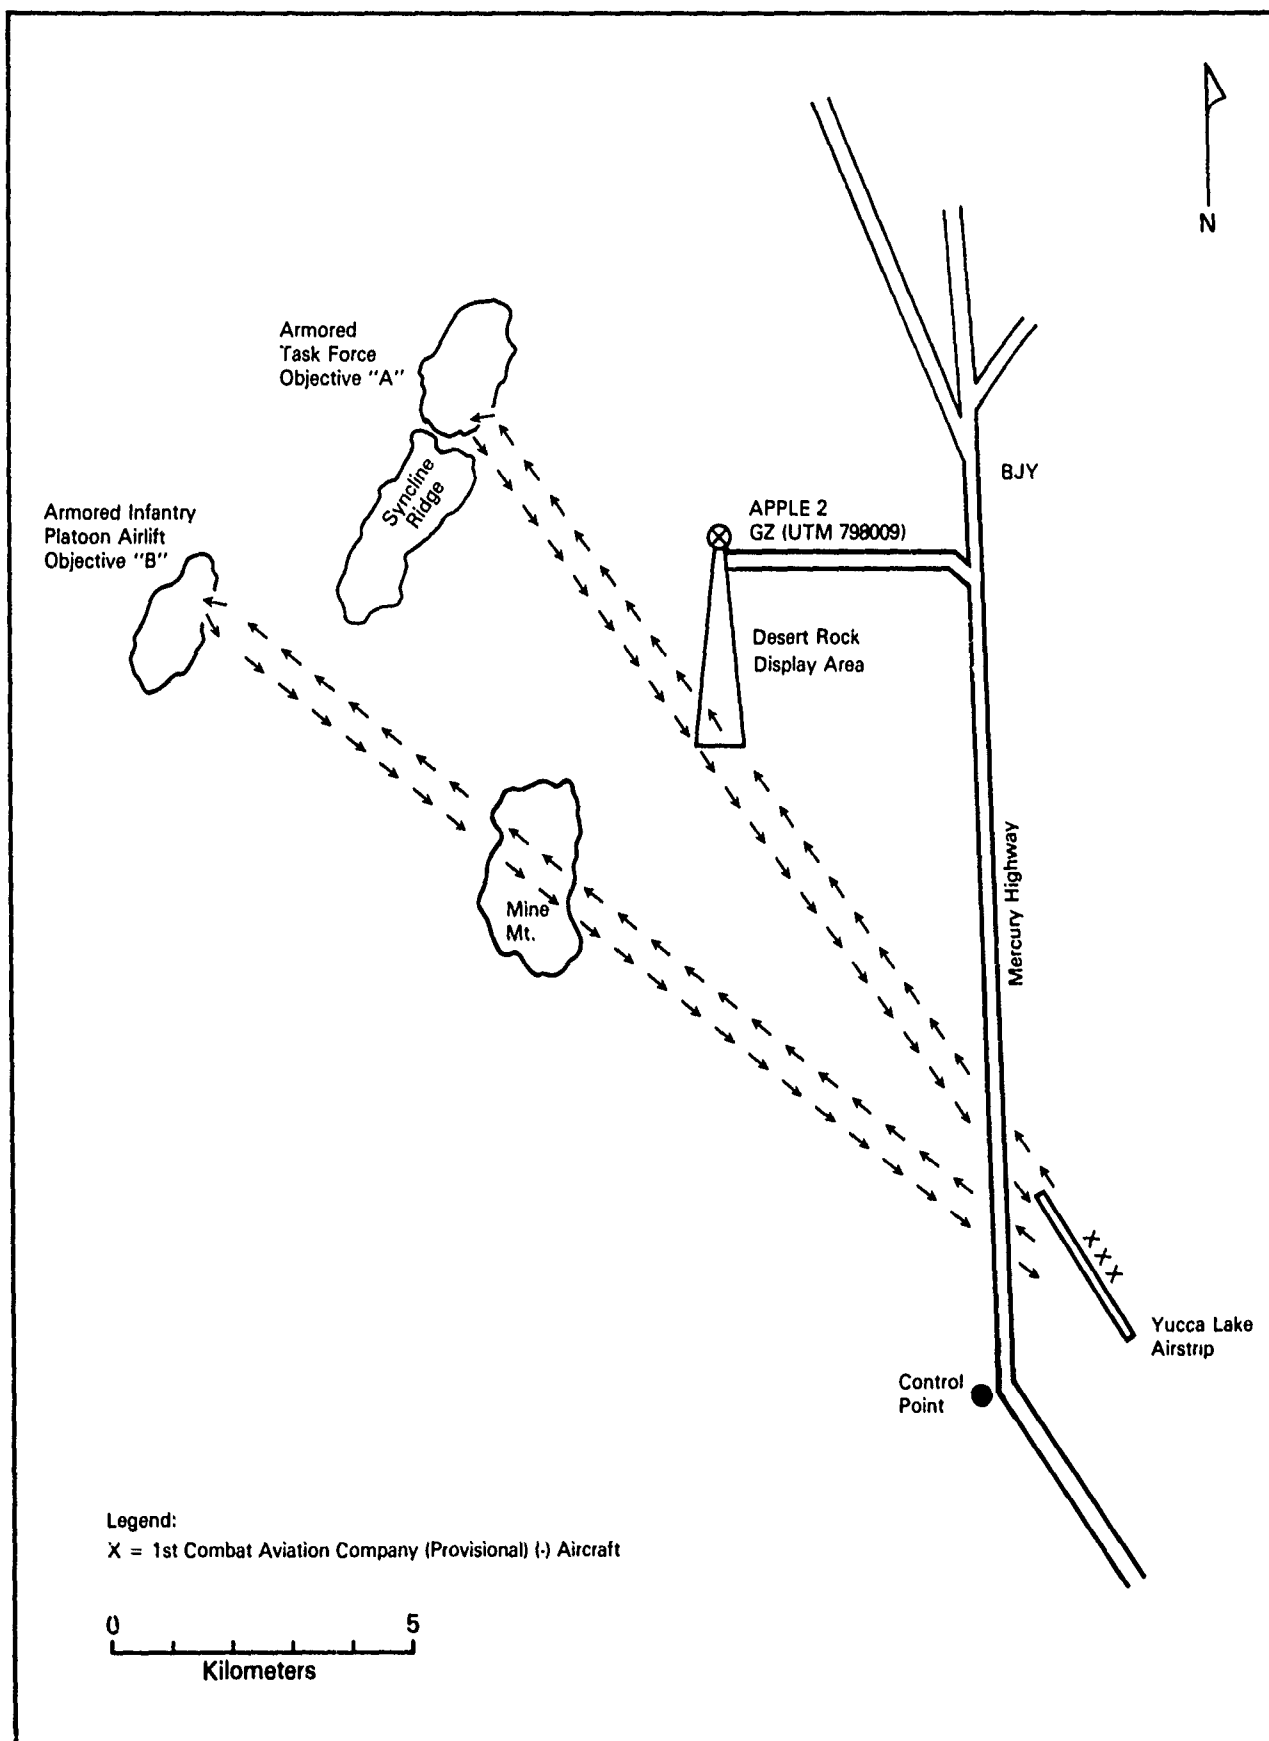 N
Armored
Task Force
Objective "A"
Syncline
Ridge
BJY
APPLE 2
GZ (UTM 798009)
Armored Infantry
Platoon Airlift
Objective "B"
Desert Rock
Display Area
Mercury Highway
Mine
Mt.
X X X
Yucca Lake
Airstrip
Control
Point
Legend:
X = 1st Combat Aviation Company (Provisional) (-) Aircraft
0 5
Kilometers